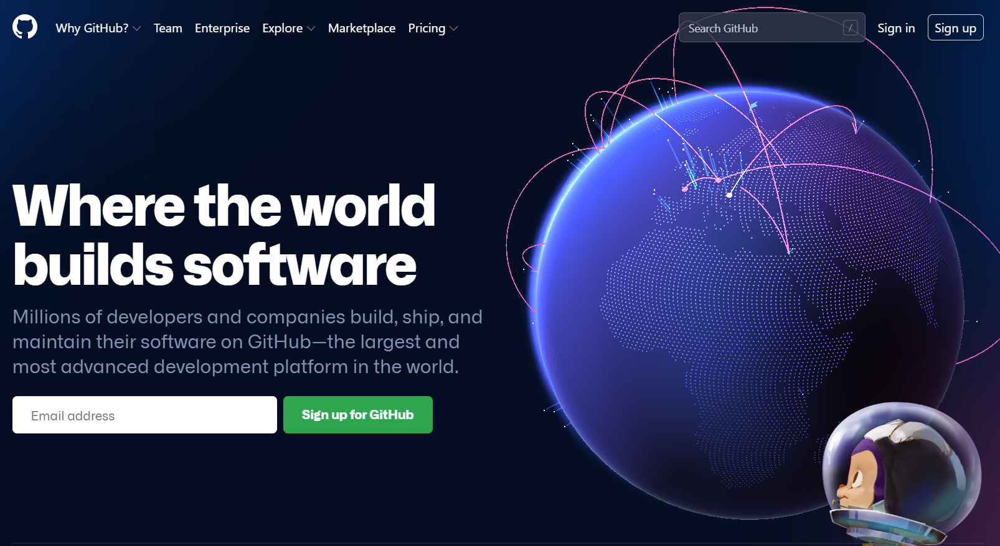 Why GitHub? Team Enterprise Explore Marketplace Pricing Search GitHub / Sign in Sign up
Where the world
builds software
Millions of developers and companies build, ship, and
maintain their software on GitHub—the largest and
most advanced development platform in the world.
Email address Sign up for GitHub